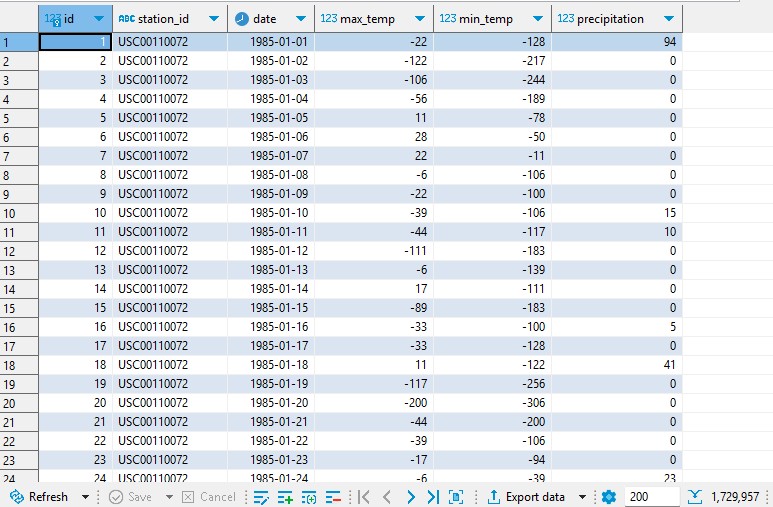 123 id ABC station_id date 123 max_temp 123 min_temp 123 precipitation
1 1 USC00110072 1985-01-01 -22 -128 94
2 2 USC00110072 1985-01-02 -122 -217 0
3 3 USC00110072 1985-01-03 -106 -244 0
4 4 USC00110072 1985-01-04 -56 -189 0
5 5 USC00110072 1985-01-05 11 -78 0
6 6 USC00110072 1985-01-06 28 -50 0
7 7 USC00110072 1985-01-07 22 -11 0
8 8 USC00110072 1985-01-08 -6 -106 0
9 9 USC00110072 1985-01-09 -22 -100 0
10 10 USC00110072 1985-01-10 -39 -106 15
11 11 USC00110072 1985-01-11 -44 -117 10
12 12 USC00110072 1985-01-12 -111 -183 0
13 13 USC00110072 1985-01-13 -6 -139 0
14 14 USC00110072 1985-01-14 17 -111 0
15 15 USC00110072 1985-01-15 -89 -183 0
16 16 USC00110072 1985-01-16 -33 -100 5
17 17 USC00110072 1985-01-17 -33 -128 0
18 18 USC00110072 1985-01-18 11 -122 41
19 19 USC00110072 1985-01-19 -117 -256 0
20 20 USC00110072 1985-01-20 -200 -306 0
21 21 USC00110072 1985-01-21 -44 -200 0
22 22 USC00110072 1985-01-22 -39 -106 0
23 23 USC00110072 1985-01-23 -17 -94 0
24 24 USC00110072 1985-01-24 -6 -39 23
Refresh Save Cancel Export data 200 1,729,957